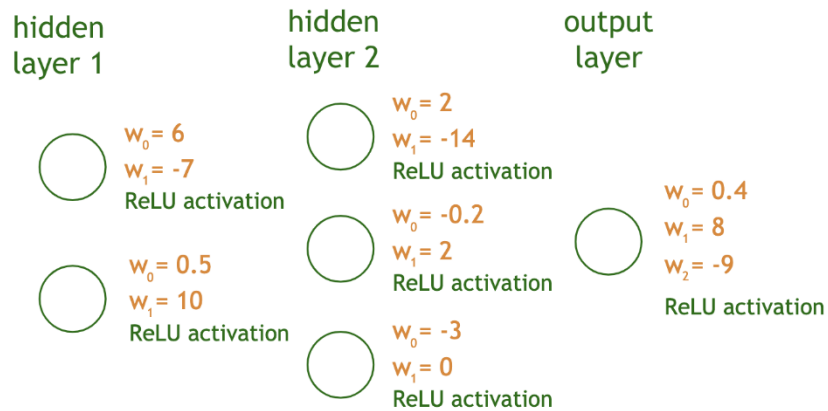 hidden
layer 1
w₀= 6
w₁= -7
ReLU activation
w₀= 0.5
w₁= 10
ReLU activation
hidden
layer 2
w₀= 2
w₁= -14
ReLU activation
w₀= -0.2
w₁= 2
ReLU activation
w₀= -3
w₁= 0
ReLU activation
output
layer
w₀= 0.4
w₁= 8
w₂= -9
ReLU activation